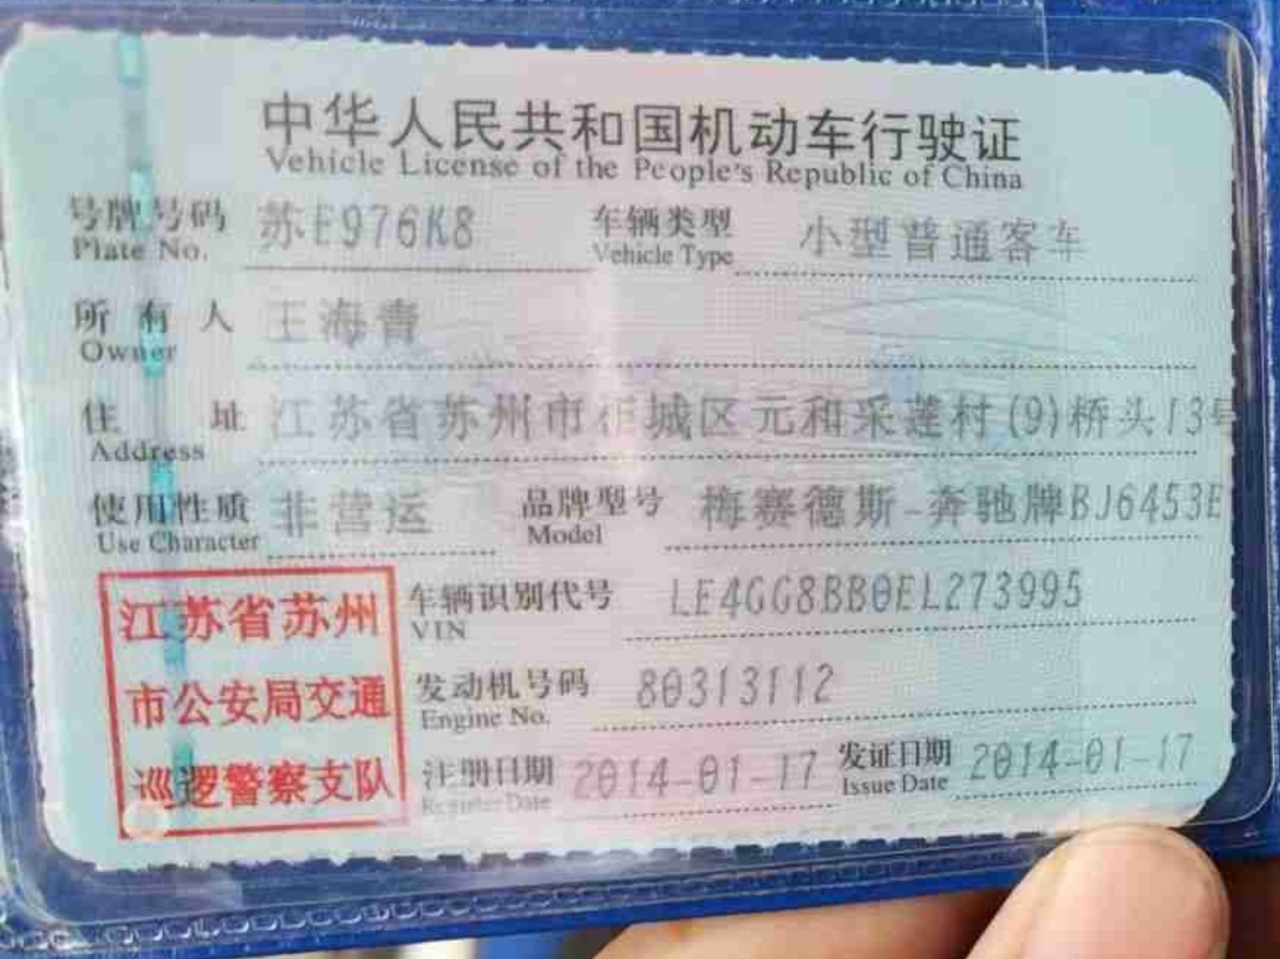 中华人民共和国机动车行驶证
Vehicle License of the People's Republic of China
号牌号码 苏E976K8 车辆类型 小型普通客车
Plate No. Vehicle Type
所有人 王海青
Owner
住址 江苏省苏州市相城区元和采莲村(9)桥头13号
Address
使用性质 非营运 品牌型号 梅赛德斯-奔驰牌BJ6453E
Use Character Model
江苏省苏州
市公安局交通
巡逻警察支队
车辆识别代号 LE4GG8BB0EL273995
VIN
发动机号码 80313112
Engine No.
注册日期 2014-01-17 发证日期 2014-01-17
Register Date Issue Date